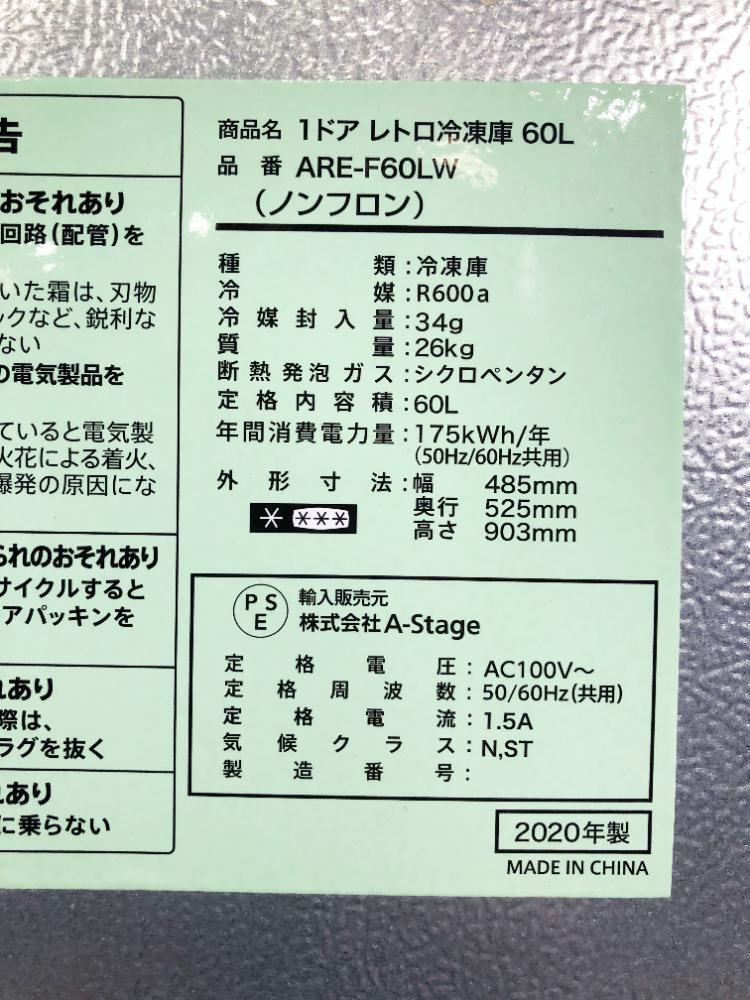 告
おそれあり
回路(配管)を
いた霜は、刃物
ックなど、鋭利な
ない
の電気製品を
ていると電気製
火花による着火、
爆発の原因にな
られのおそれあり
サイクルすると
アパッキンを
れあり
際は、
ラグを抜く
れあり
に乗らない
商品名 1ドア レトロ冷凍庫 60L
品番 ARE-F60LW
(ノンフロン)
種類:冷凍庫
冷媒:R600a
冷媒封入量:34g
質量:26kg
断熱発泡ガス:シクロペンタン
定格内容積:60L
年間消費電力量:175kWh/年
(50Hz/60Hz共用)
外形寸法:幅 485mm
奥行 525mm
高さ 903mm
PSE
輸入販売元
株式会社A-Stage
定格電圧:AC100V〜
定格周波数:50/60Hz(共用)
定格電流:1.5A
気候クラス:N,ST
製造番号:
2020年製
MADE IN CHINA